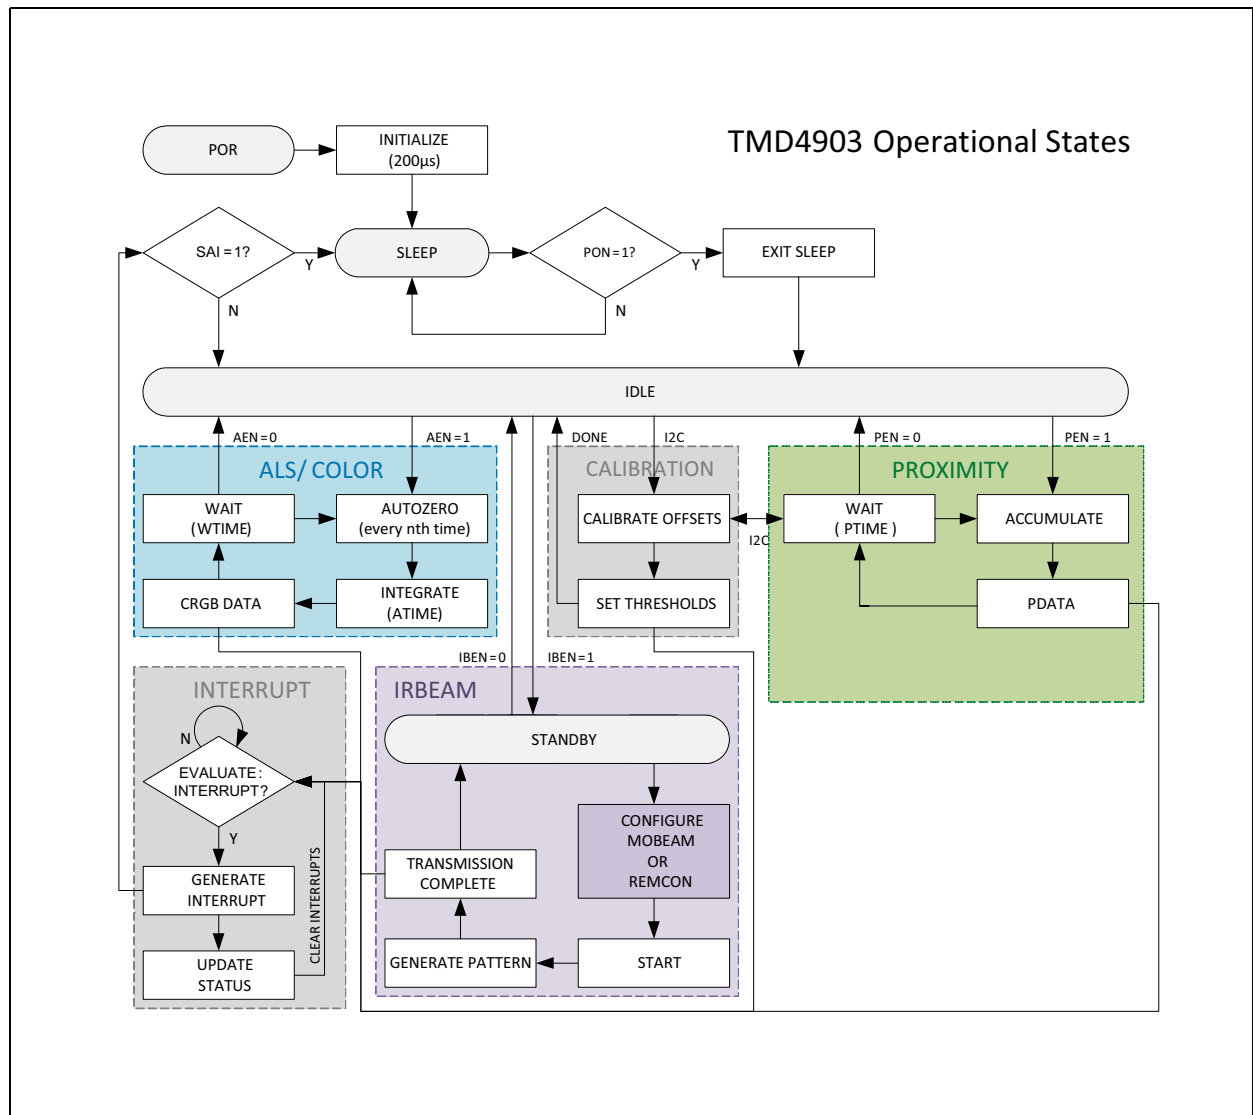 TMD4903 Operational States
POR
INITIALIZE
(200µs)
SAI = 1?
Y
N
SLEEP
PON = 1?
Y
N
EXIT SLEEP
IDLE
AEN = 0
AEN = 1
DONE
I2C
PEN = 0
PEN = 1
ALS/ COLOR
WAIT
(WTIME)
AUTOZERO
(every nth time)
CRGB DATA
INTEGRATE
(ATIME)
CALIBRATION
CALIBRATE OFFSETS
I2C
SET THRESHOLDS
PROXIMITY
WAIT
( PTIME )
ACCUMULATE
PDATA
IBEN = 0
IBEN = 1
INTERRUPT
N
EVALUATE :
INTERRUPT?
Y
GENERATE
INTERRUPT
UPDATE
STATUS
CLEAR INTERRUPTS
IRBEAM
STANDBY
CONFIGURE
MOBEAM
OR
REMCON
TRANSMISSION
COMPLETE
GENERATE PATTERN
START